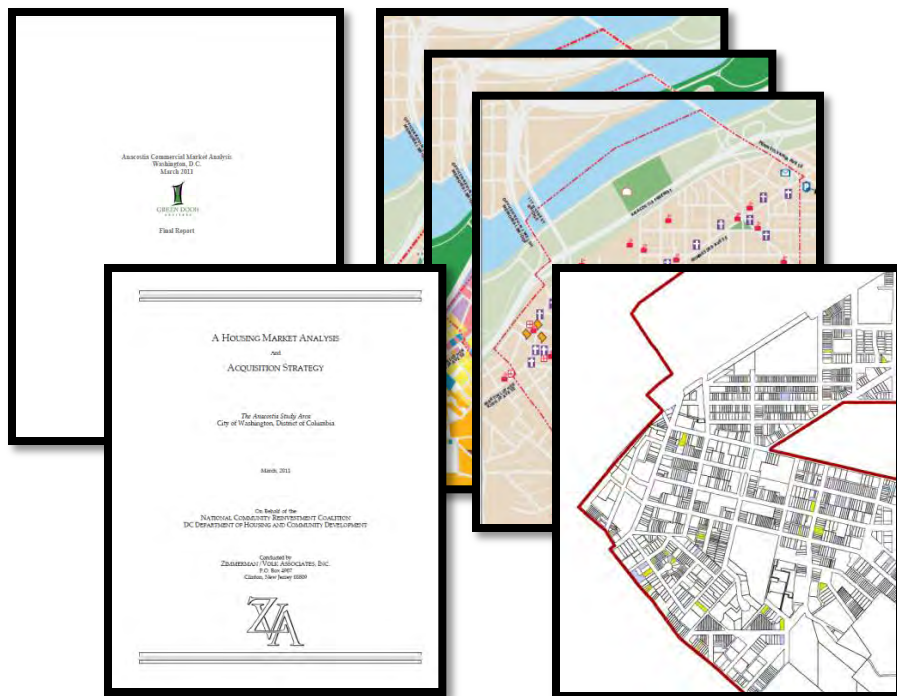 Anacostia Commercial Market Analysis
Washington, D.C.
March 2011
GREEN DOOR
Final Report
A HOUSING MARKET ANALYSIS
And
ACQUISITION STRATEGY
The Anacostia Study Area
City of Washington, District of Columbia
March, 2011
On Behalf of the
NATIONAL COMMUNITY REINVESTMENT COALITION
DC DEPARTMENT OF HOUSING AND COMMUNITY DEVELOPMENT
Conducted by
ZIMMERMAN/VOLK ASSOCIATES, INC.
P.O. Box 4907
Clinton, New Jersey 08809
ZVA